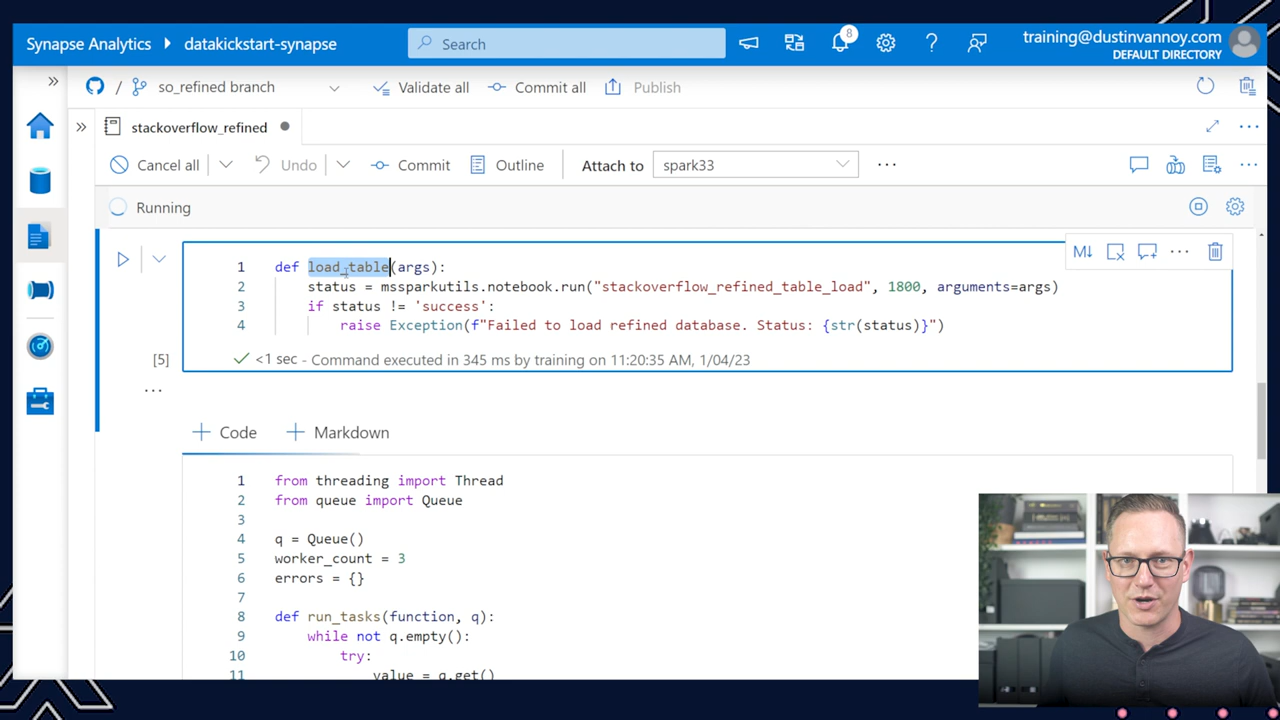 Synapse Analytics datakickstart-synapse Search 8 training@dustinvannoy.com
DEFAULT DIRECTORY
/ so_refined branch Validate all Commit all Publish
stackoverflow_refined
Cancel all Undo Commit Outline Attach to spark33
Running
1 def load_table(args):
2 status = mssparkutils.notebook.run("stackoverflow_refined_table_load", 1800, arguments=args)
3 if status != 'success':
4 raise Exception(f"Failed to load refined database. Status: {str(status)}")
[5] <1 sec - Command executed in 345 ms by training on 11:20:35 AM, 1/04/23
+ Code + Markdown
1 from threading import Thread
2 from queue import Queue
3
4 q = Queue()
5 worker_count = 3
6 errors = {}
7
8 def run_tasks(function, q):
9 while not q.empty():
10 try:
11 value = q.get()